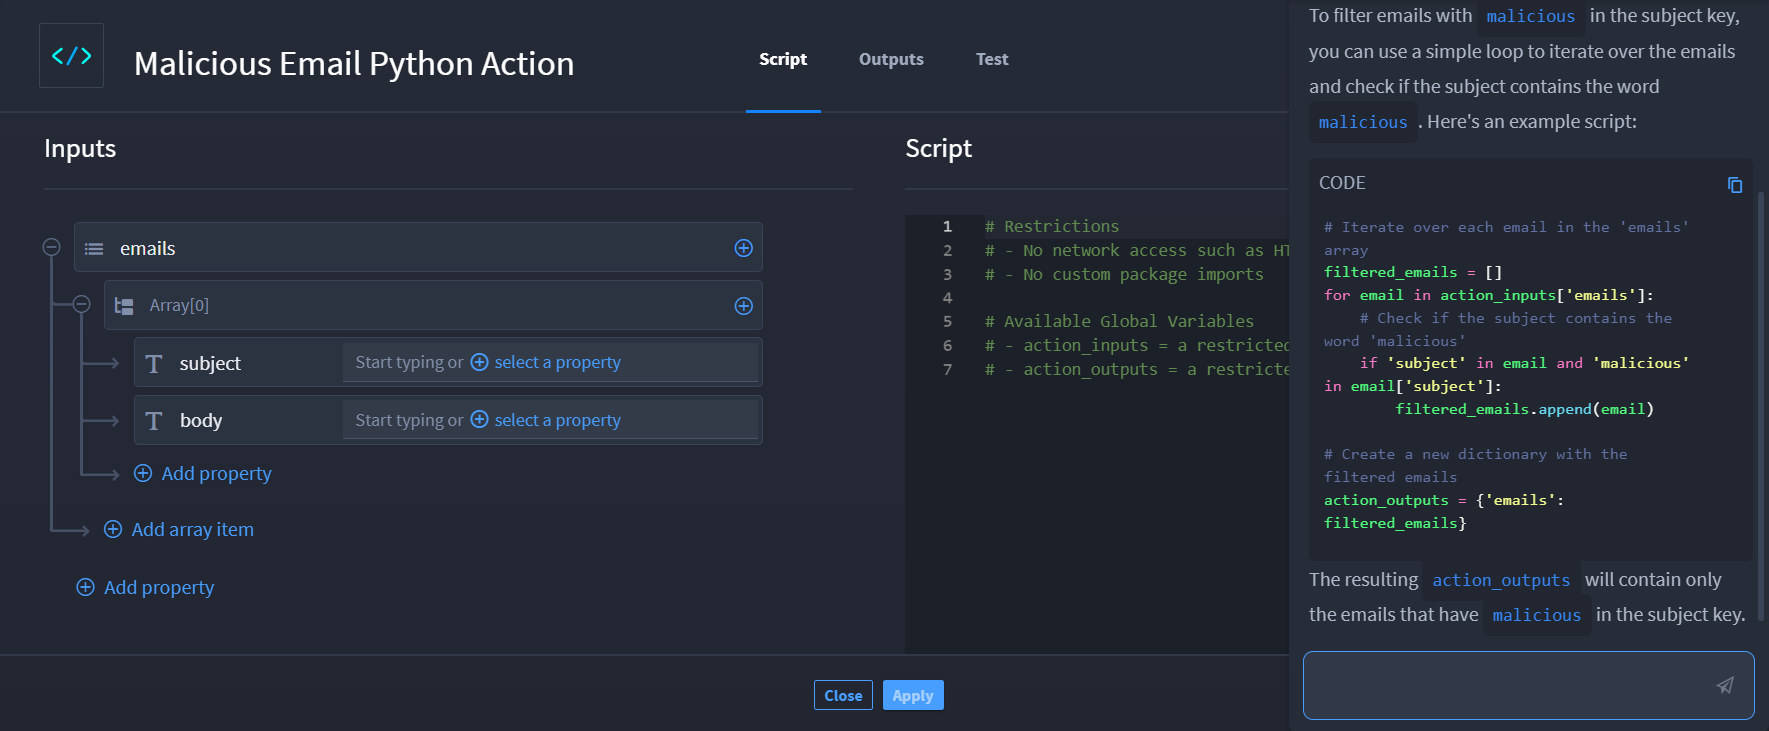 </>
Malicious Email Python Action
Script
Outputs
Test
Inputs
emails
Array[0]
T subject Start typing or select a property
T body Start typing or select a property
Add property
Add array item
Add property
Script
1 # Restrictions
2 # - No network access such as HT
3 # - No custom package imports
4
5 # Available Global Variables
6 # - action_inputs = a restricted
7 # - action_outputs = a restricte
Close
Apply
To filter emails with malicious in the subject key,
you can use a simple loop to iterate over the emails
and check if the subject contains the word
malicious . Here's an example script:
CODE
# Iterate over each email in the 'emails'
array
filtered_emails = []
for email in action_inputs['emails']:
    # Check if the subject contains the
word 'malicious'
    if 'subject' in email and 'malicious'
in email['subject']:
        filtered_emails.append(email)
# Create a new dictionary with the
filtered emails
action_outputs = {'emails':
filtered_emails}
The resulting action_outputs will contain only
the emails that have malicious in the subject key.